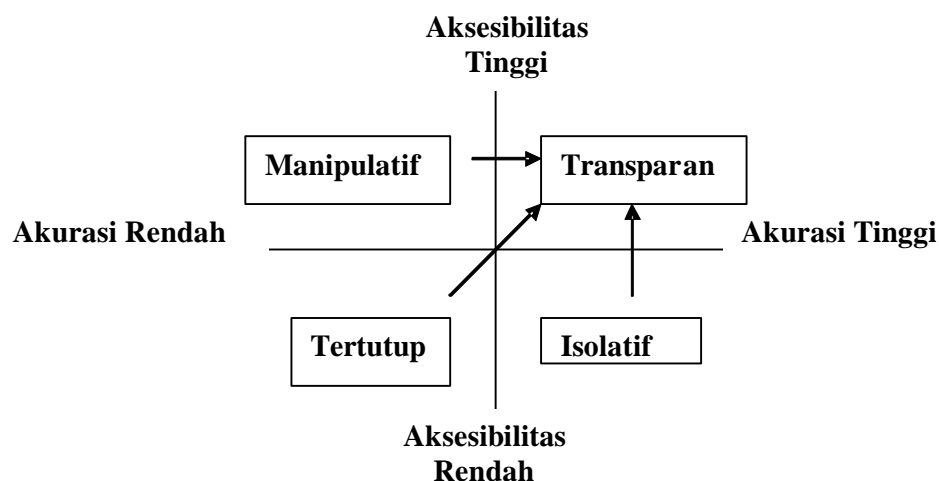 Aksesibilitas
Tinggi
Manipulatif
Transparan
Akurasi Rendah
Akurasi Tinggi
Tertutup
Isolatif
Aksesibilitas
Rendah